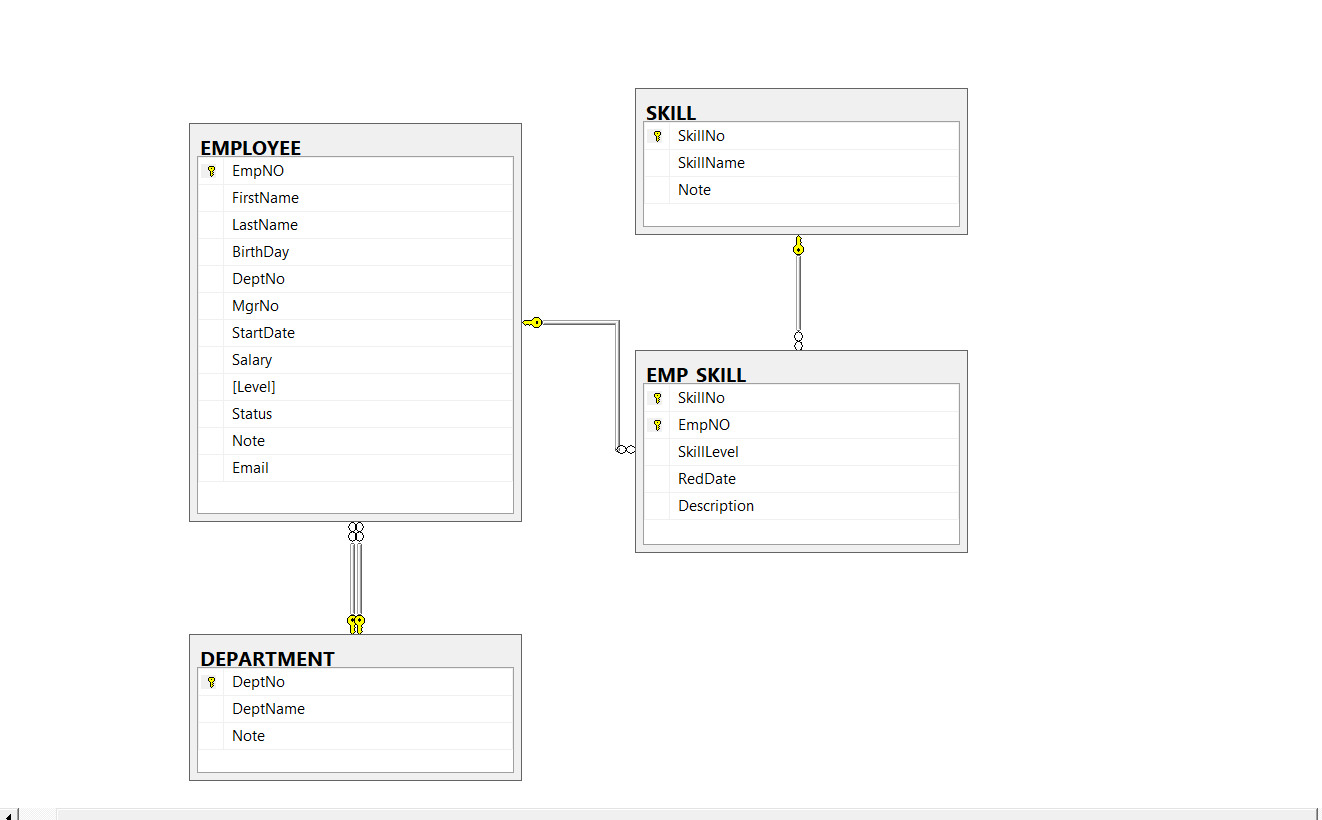 EMPLOYEE
EmpNO
FirstName
LastName
BirthDay
DeptNo
MgrNo
StartDate
Salary
[Level]
Status
Note
Email
SKILL
SkillNo
SkillName
Note
EMP_SKILL
SkillNo
EmpNO
SkillLevel
RedDate
Description
DEPARTMENT
DeptNo
DeptName
Note